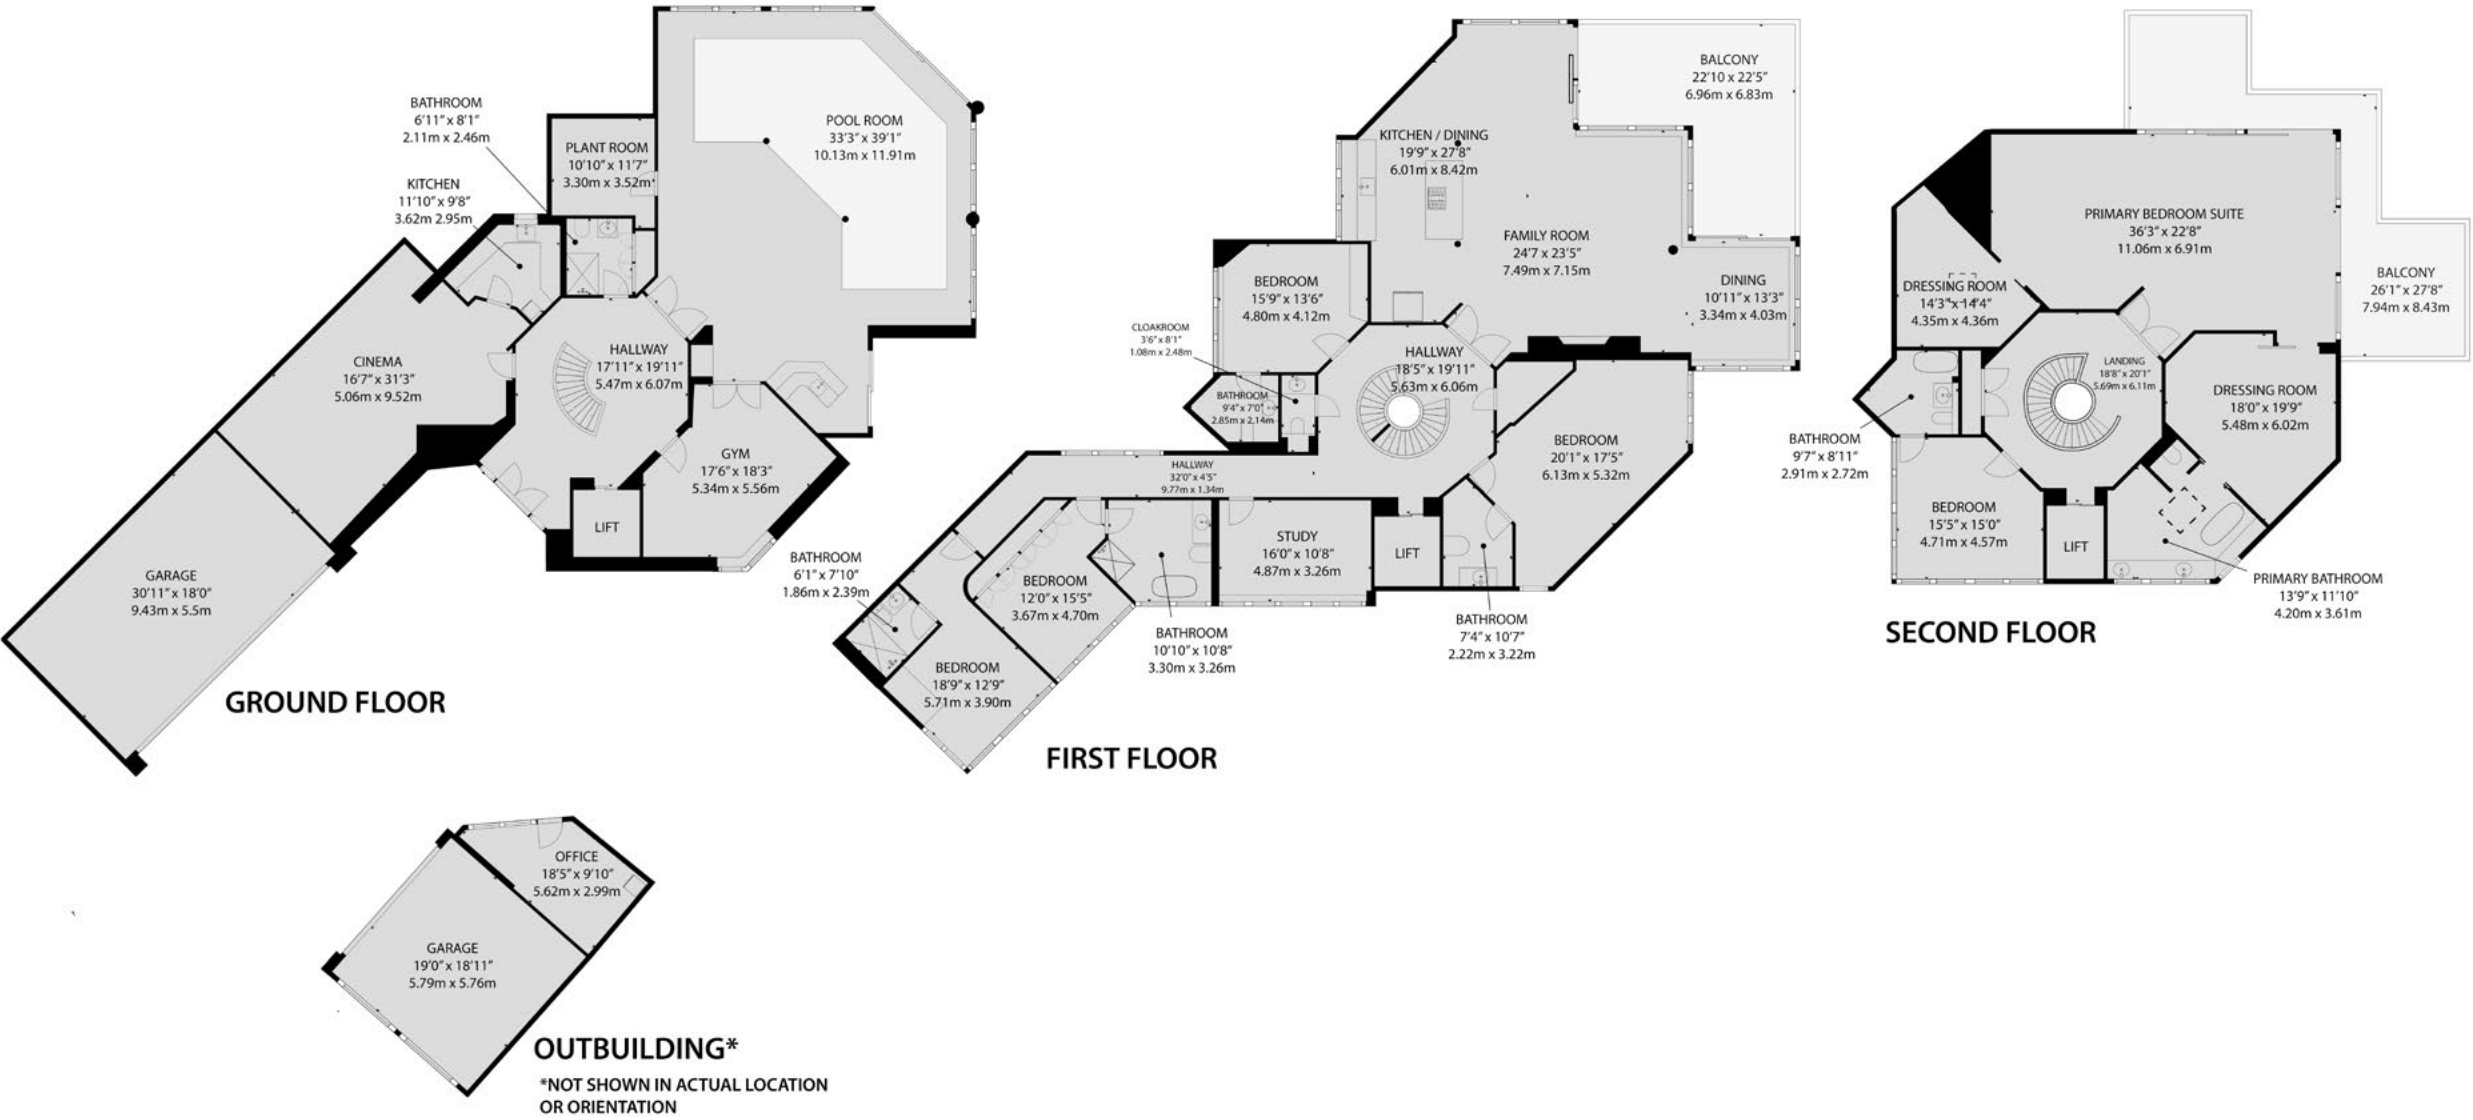 BATHROOM
6'11" x 8'1"
2.11m x 2.46m
KITCHEN
11'10" x 9'8"
3.62m 2.95m
PLANT ROOM
10'10" x 11'7"
3.30m x 3.52m
POOL ROOM
33'3" x 39'1"
10.13m x 11.91m
HALLWAY
17'11" x 19'11"
5.47m x 6.07m
CINEMA
16'7" x 31'3"
5.06m x 9.52m
GYM
17'6" x 18'3"
5.34m x 5.56m
LIFT
GARAGE
30'11" x 18'0"
9.43m x 5.5m
GROUND FLOOR
BALCONY
22'10 x 22'5"
6.96m x 6.83m
KITCHEN / DINING
19'9" x 27'8"
6.01m x 8.42m
FAMILY ROOM
24'7 x 23'5"
7.49m x 7.15m
DINING
10'11" x 13'3"
3.34m x 4.03m
BEDROOM
15'9" x 13'6"
4.80m x 4.12m
CLOAKROOM
3'6" x 8'1"
1.08m x 2.48m
HALLWAY
18'5" x 19'11"
5.63m x 6.06m
BATHROOM
9'4" x 7'0"
2.85m x 2.14m
BEDROOM
20'1" x 17'5"
6.13m x 5.32m
HALLWAY
32'0" x 4'5"
9.77m x 1.34m
STUDY
16'0" x 10'8"
4.87m x 3.26m
LIFT
BATHROOM
6'1" x 7'10"
1.86m x 2.39m
BEDROOM
12'0" x 15'5"
3.67m x 4.70m
BATHROOM
10'10" x 10'8"
3.30m x 3.26m
BATHROOM
7'4" x 10'7"
2.22m x 3.22m
BEDROOM
18'9" x 12'9"
5.71m x 3.90m
FIRST FLOOR
PRIMARY BEDROOM SUITE
36'3" x 22'8"
11.06m x 6.91m
DRESSING ROOM
14'3" x 14'4"
4.35m x 4.36m
BALCONY
26'1" x 27'8"
7.94m x 8.43m
LANDING
18'8" x 20'1"
5.69m x 6.11m
DRESSING ROOM
18'0" x 19'9"
5.48m x 6.02m
BATHROOM
9'7" x 8'11"
2.91m x 2.72m
BEDROOM
15'5" x 15'0"
4.71m x 4.57m
LIFT
PRIMARY BATHROOM
13'9" x 11'10"
4.20m x 3.61m
SECOND FLOOR
OFFICE
18'5" x 9'10"
5.62m x 2.99m
GARAGE
19'0" x 18'11"
5.79m x 5.76m
OUTBUILDING*
*NOT SHOWN IN ACTUAL LOCATION
OR ORIENTATION